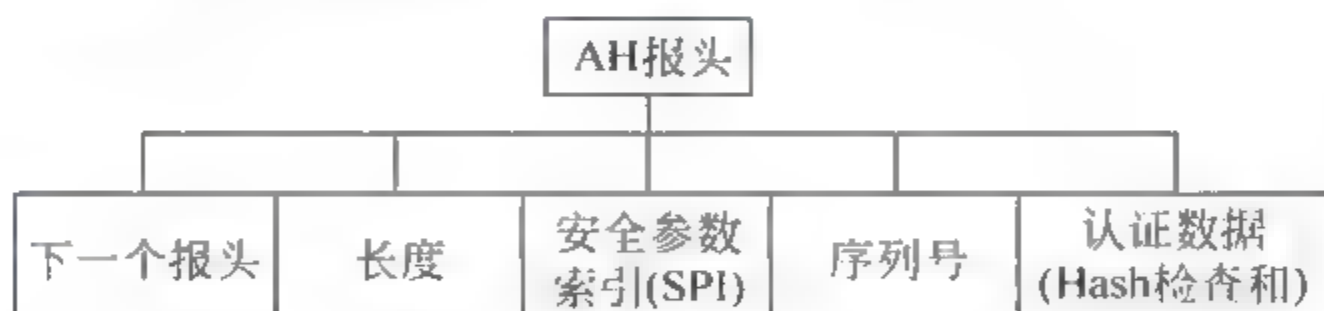 AH报头
下一个报头
长度
安全参数
索引(SPI)
序列号
认证数据
(Hash检查和)